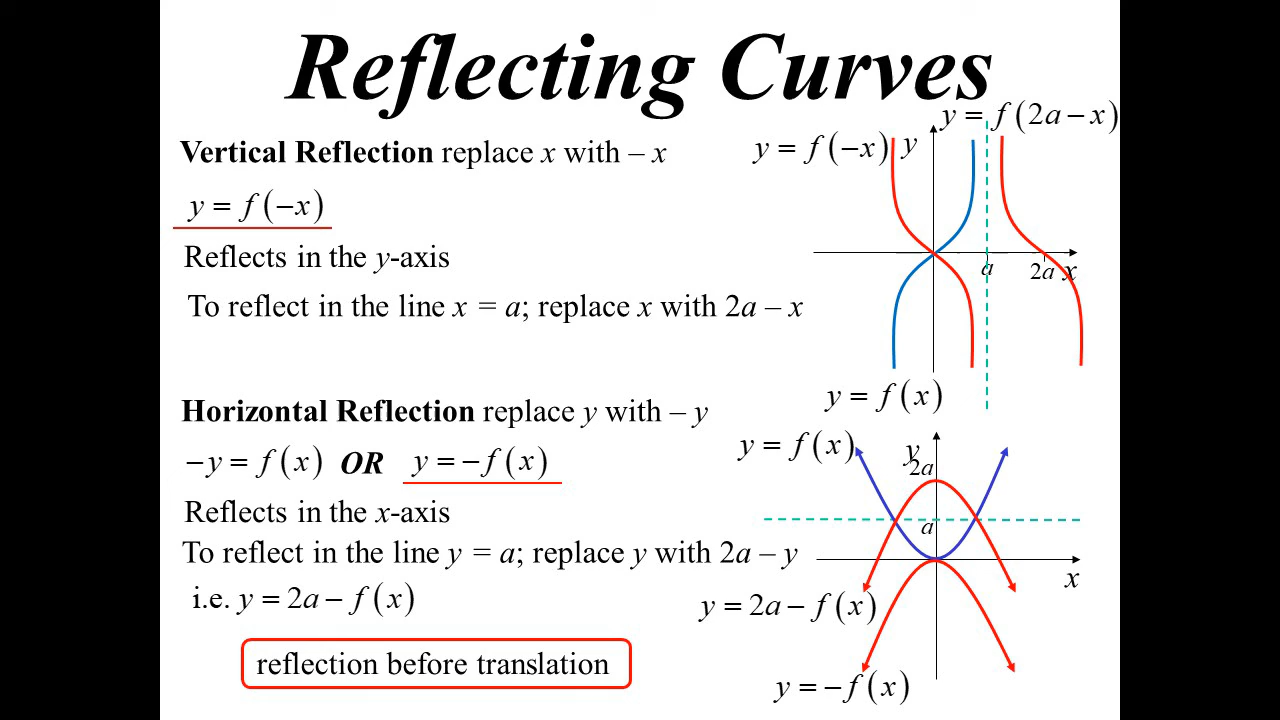 Reflecting Curves
Vertical Reflection replace x with – x
y = f(−x)
Reflects in the y-axis
To reflect in the line x = a; replace x with 2a – x
y = f(−x)
y
y = f(2a − x)
a
2a
x
y = f(x)
Horizontal Reflection replace y with – y
−y = f(x) OR y = −f(x)
Reflects in the x-axis
To reflect in the line y = a; replace y with 2a – y
i.e. y = 2a − f(x)
reflection before translation
y = f(x)
y
2a
a
x
y = 2a − f(x)
y = −f(x)